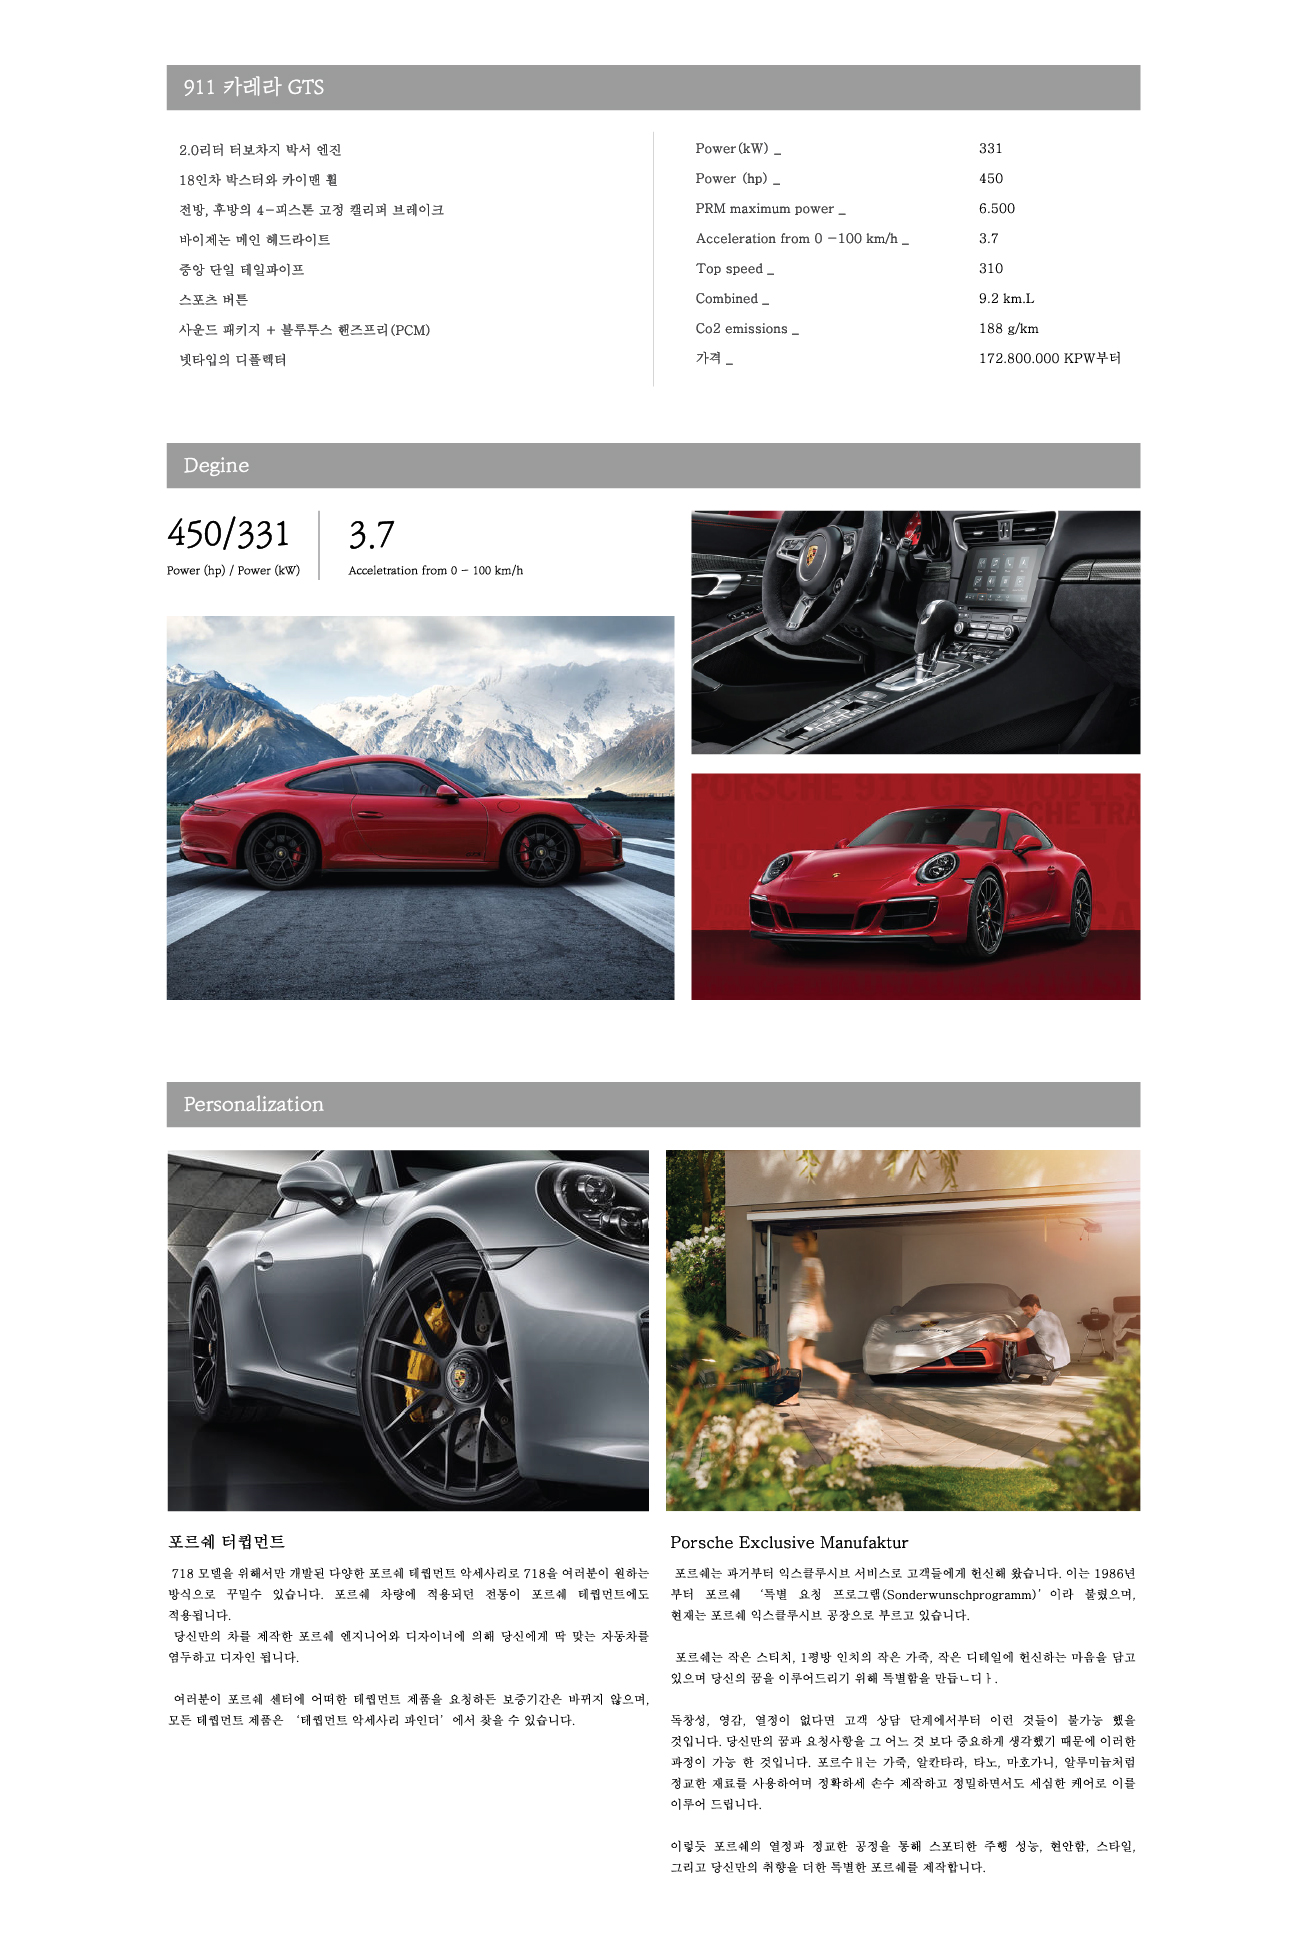 911 카레라 GTS
2.0리터 터보차지 박서 엔진
18인차 박스터와 카이맨 휠
전방, 후방의 4-피스톤 고정 캘리퍼 브레이크
바이제논 메인 헤드라이트
중앙 단일 테일파이프
스포츠 버튼
사운드 패키지 + 블루투스 핸즈프리(PCM)
넷타입의 디플렉터
Power(kW) _ 331
Power (hp) _ 450
PRM maximum power _ 6.500
Acceleration from 0 -100 km/h _ 3.7
Top speed _ 310
Combined _ 9.2 km.L
Co2 emissions _ 188 g/km
가격 _ 172.800.000 KPW부터
Degine
450/331
Power (hp) / Power (kW)
3.7
Acceletration from 0 - 100 km/h
PORSCHE 911 GTS
CHE TRA
Personalization
포르쉐 터큅먼트
718 모델을 위해서만 개발된 다양한 포르쉐 테큅먼트 악세사리로 718을 여러분이 원하는
방식으로 꾸밀수 있습니다. 포르쉐 차량에 적용되던 전통이 포르쉐 테큅먼트에도
적용됩니다.
당신만의 차를 제작한 포르쉐 엔지니어와 디자이너에 의해 당신에게 딱 맞는 자동차를
염두하고 디자인 됩니다.
여러분이 포르쉐 센터에 어떠한 테큅먼트 제품을 요청하든 보증기간은 바뀌지 않으며,
모든 테큅먼트 제품은 ‘테큅먼트 악세사리 파인더’에서 찾을 수 있습니다.
Porsche Exclusive Manufaktur
포르쉐는 과거부터 익스클루시브 서비스로 고객들에게 헌신해 왔습니다. 이는 1986년
부터 포르쉐 ‘특별 요청 프로그램(Sonderwunschprogramm)’이라 불렸으며,
현재는 포르쉐 익스클루시브 공장으로 부르고 있습니다.
포르쉐는 작은 스티치, 1평방 인치의 작은 가죽, 작은 디테일에 헌신하는 마음을 담고
있으며 당신의 꿈을 이루어드리기 위해 특별함을 만듭ㄴ디ㅏ.
독창성, 영감, 열정이 없다면 고객 상담 단계에서부터 이런 것들이 불가능 했을
것입니다. 당신만의 꿈과 요청사항을 그 어느 것 보다 중요하게 생각했기 때문에 이러한
과정이 가능 한 것입니다. 포르수ㅐ는 가죽, 알칸타라, 타노, 마호가니, 알루미늄처럼
정교한 재료를 사용하여며 정확하세 손수 제작하고 정밀하면서도 세심한 케어로 이를
이루어 드립니다.
이렇듯 포르쉐의 열정과 정교한 공정을 통해 스포티한 주행 성능, 현안함, 스타일,
그리고 당신만의 취향을 더한 특별한 포르쉐를 제작합니다.